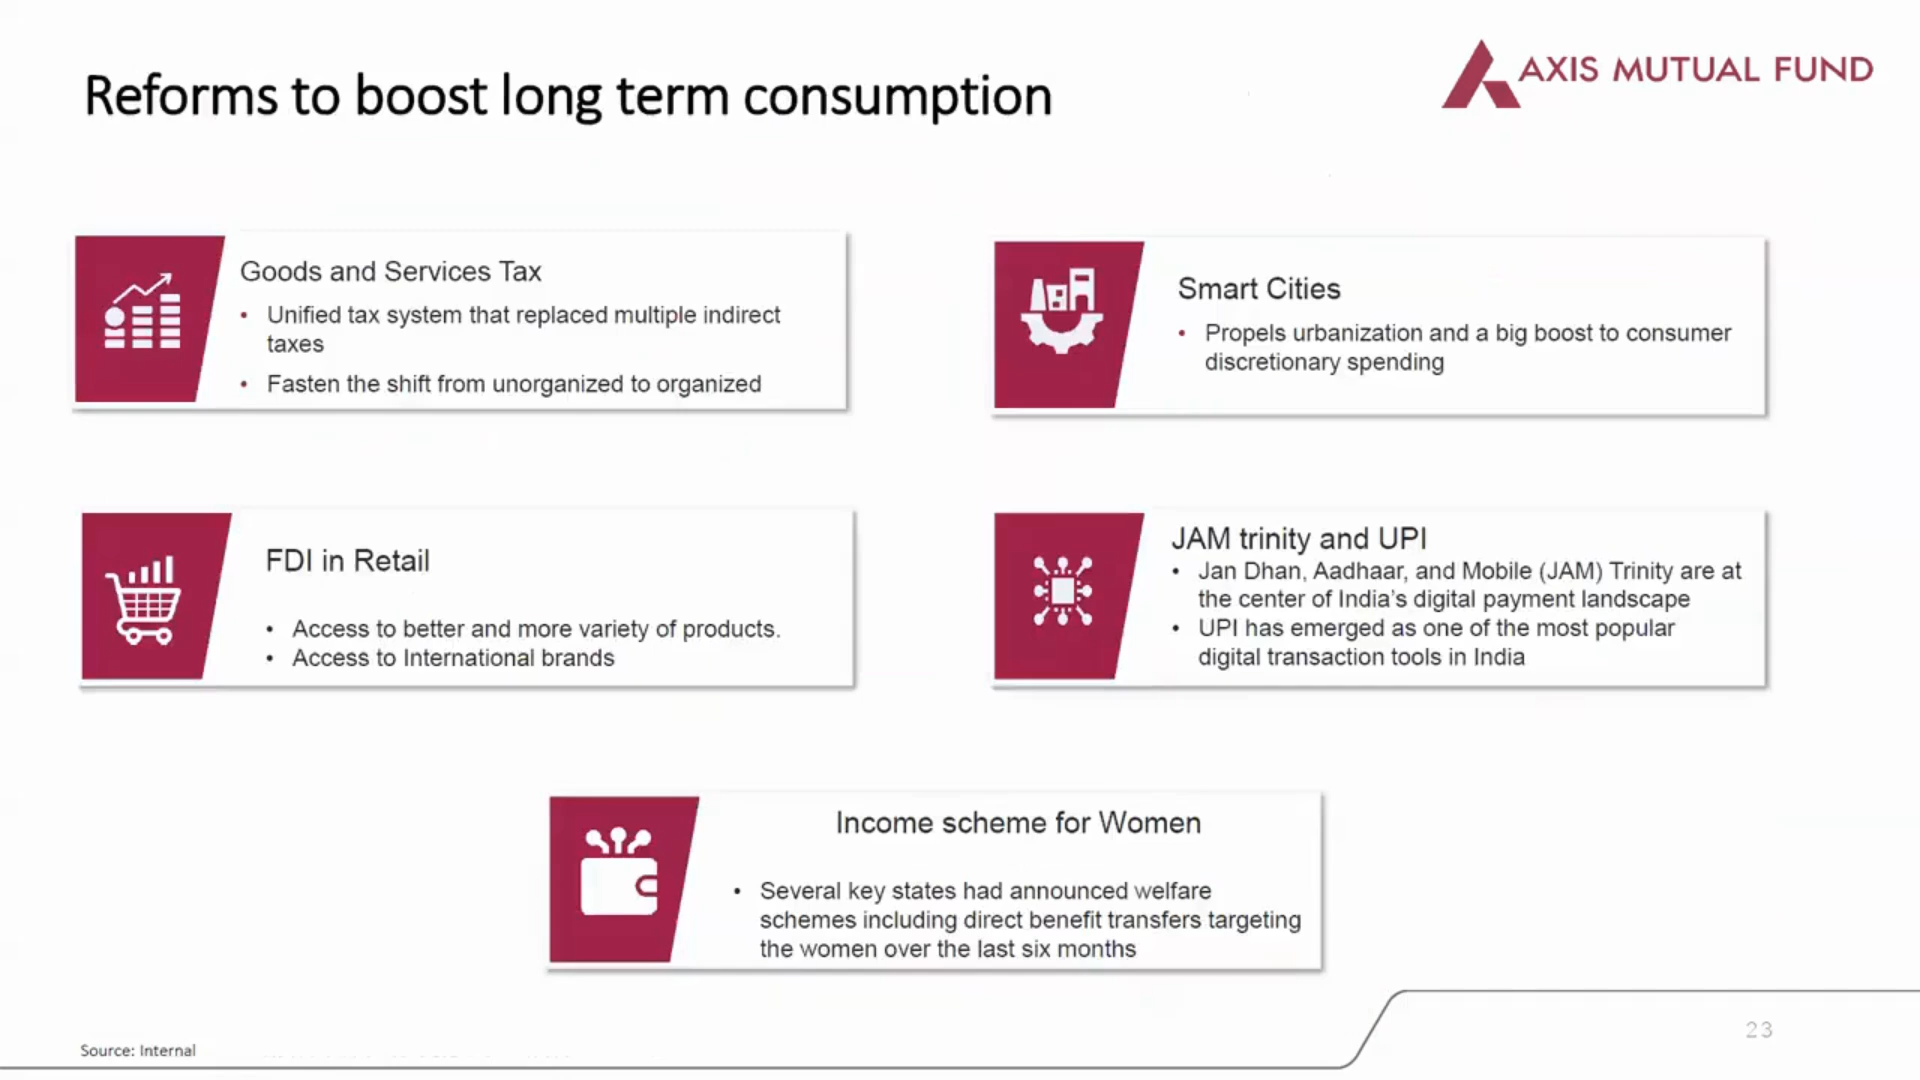 Reforms to boost long term consumption
AXIS MUTUAL FUND
Goods and Services Tax
• Unified tax system that replaced multiple indirect
taxes
• Fasten the shift from unorganized to organized
Smart Cities
• Propels urbanization and a big boost to consumer
discretionary spending
FDI in Retail
• Access to better and more variety of products.
• Access to International brands
JAM trinity and UPI
• Jan Dhan, Aadhaar, and Mobile (JAM) Trinity are at
the center of India's digital payment landscape
• UPI has emerged as one of the most popular
digital transaction tools in India
Income scheme for Women
• Several key states had announced welfare
schemes including direct benefit transfers targeting
the women over the last six months
Source: Internal
23